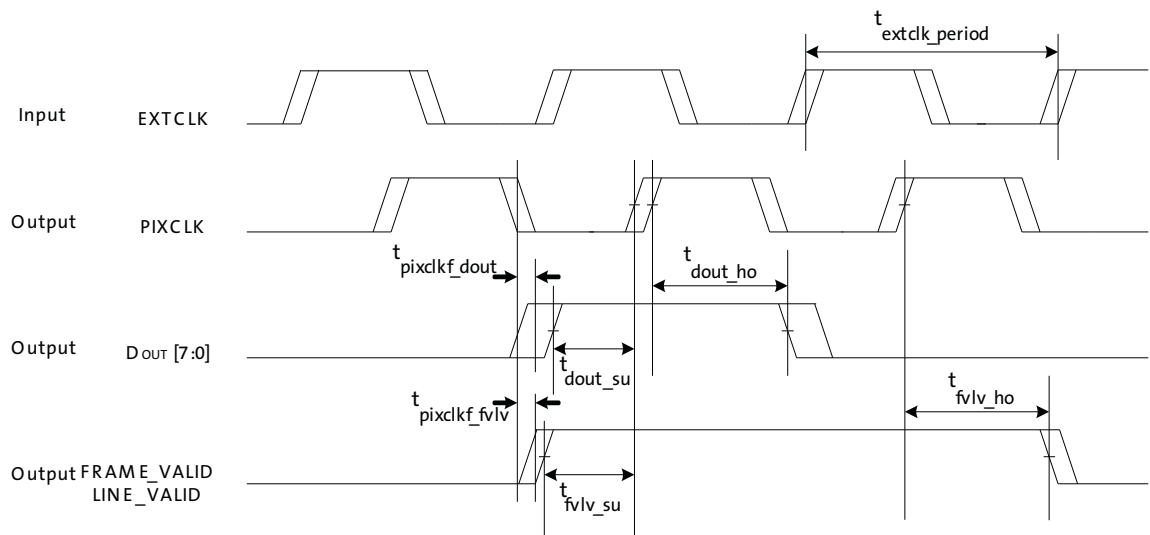 t extclk_period
Input EXTCLK
Output PIXCLK
t pixclkf_dout
t dout_ho
Output DOUT [7:0]
t dout_su
t pixclkf_fvlv
t fvlv_ho
Output FRAME_VALID
LINE_VALID
t fvlv_su